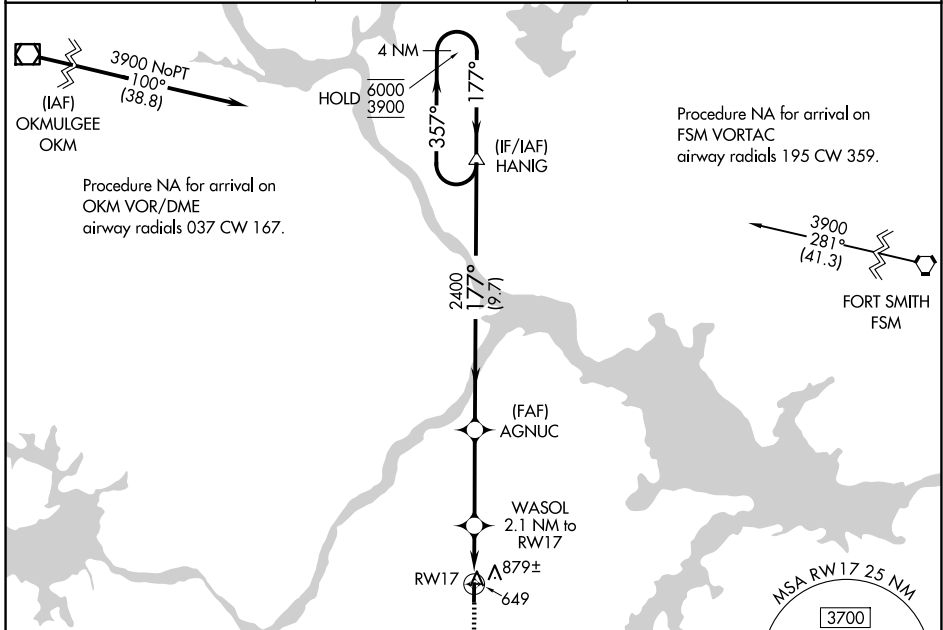 3900 NoPT
100°
(38.8)
(IAF)
OKMULGEE
OKM
4 NM
HOLD
6000
3900
357°
177°
(IF/IAF)
HANIG
Procedure NA for arrival on
FSM VORTAC
airway radials 195 CW 359.
Procedure NA for arrival on
OKM VOR/DME
airway radials 037 CW 167.
3900
281°
(41.3)
FORT SMITH
FSM
2400
177°
(9.7)
(FAF)
AGNUC
WASOL
2.1 NM to
RW17
RW17
879±
649
MSA RW17 25 NM
3700